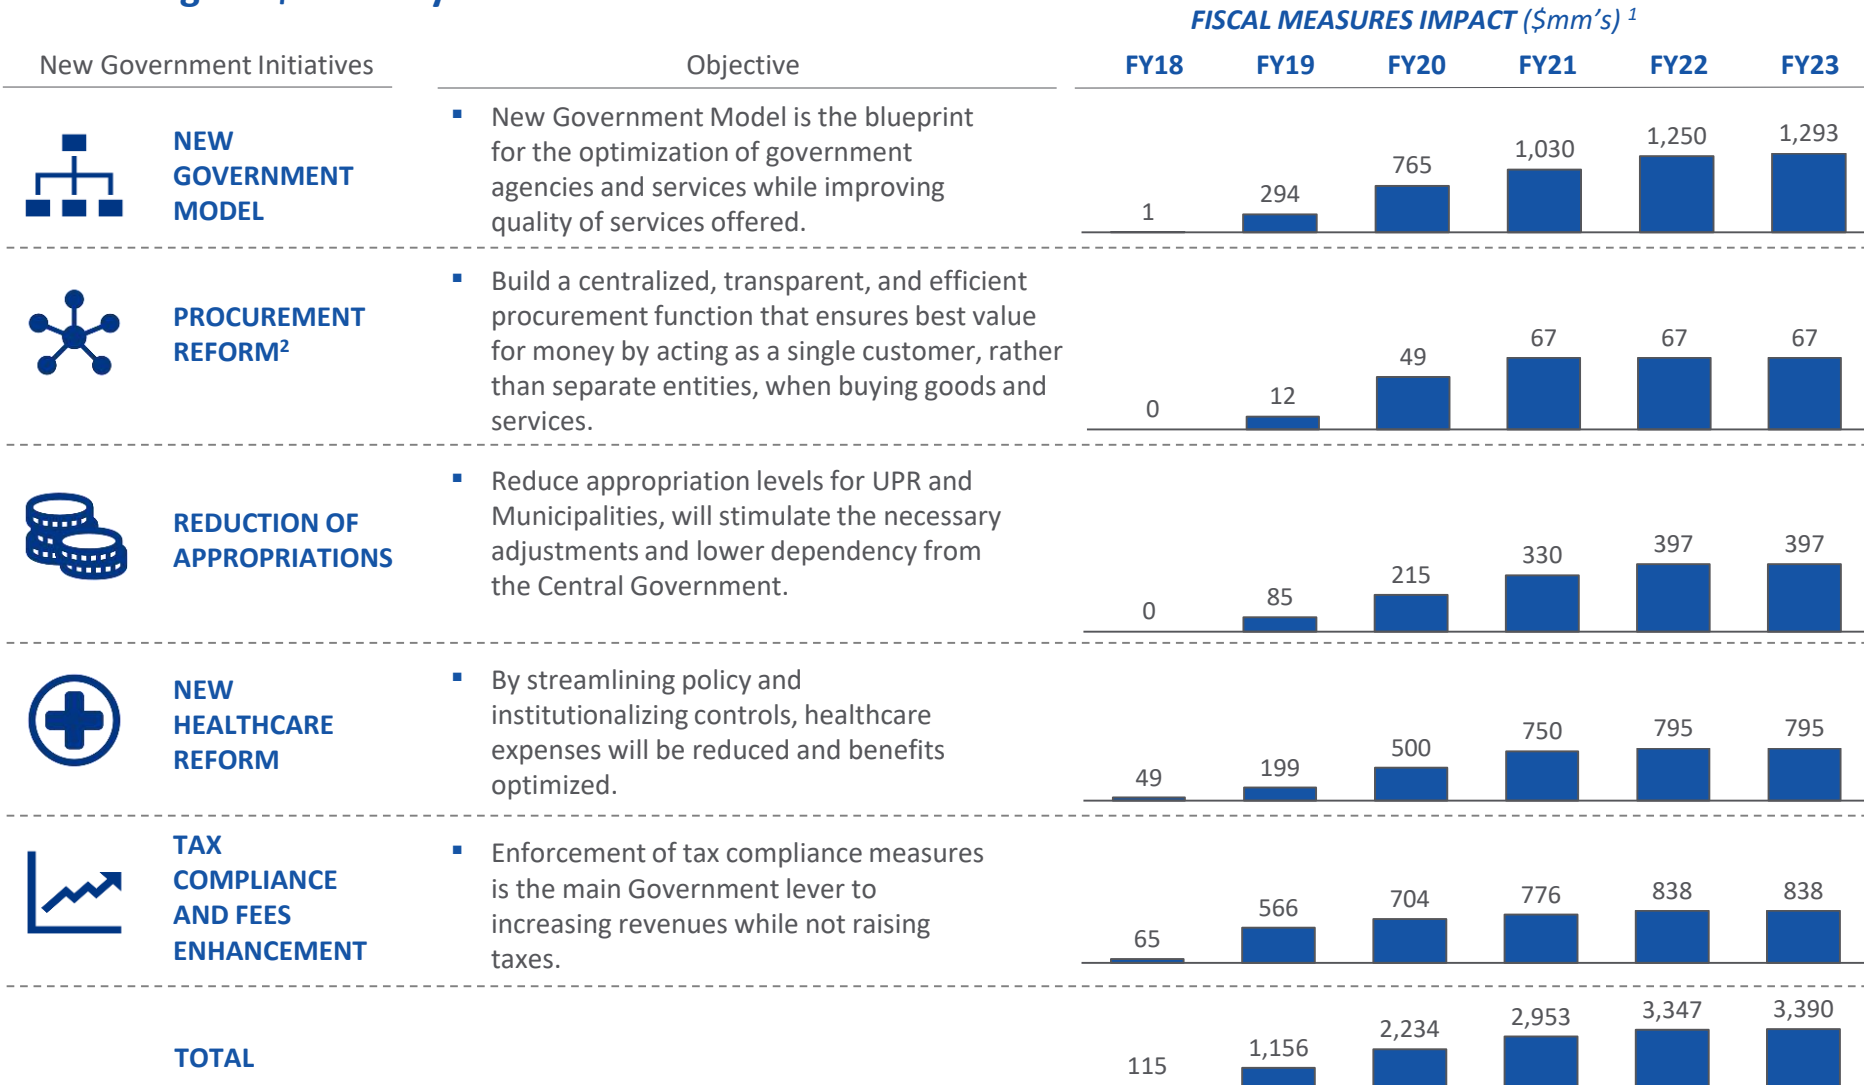 FISCAL MEASURES IMPACT ($mm's) 1
New Government Initiatives Objective FY18 FY19 FY20 FY21 FY22 FY23
NEW
GOVERNMENT
MODEL
▪ New Government Model is the blueprint
for the optimization of government
agencies and services while improving
quality of services offered.
1 294 765 1,030 1,250 1,293
PROCUREMENT
REFORM2
▪ Build a centralized, transparent, and efficient
procurement function that ensures best value
for money by acting as a single customer, rather
than separate entities, when buying goods and
services.
0 12 49 67 67 67
REDUCTION OF
APPROPRIATIONS
▪ Reduce appropriation levels for UPR and
Municipalities, will stimulate the necessary
adjustments and lower dependency from
the Central Government.
0 85 215 330 397 397
NEW
HEALTHCARE
REFORM
▪ By streamlining policy and
institutionalizing controls, healthcare
expenses will be reduced and benefits
optimized.
49 199 500 750 795 795
TAX
COMPLIANCE
AND FEES
ENHANCEMENT
▪ Enforcement of tax compliance measures
is the main Government lever to
increasing revenues while not raising
taxes.
65 566 704 776 838 838
TOTAL
115 1,156 2,234 2,953 3,347 3,390